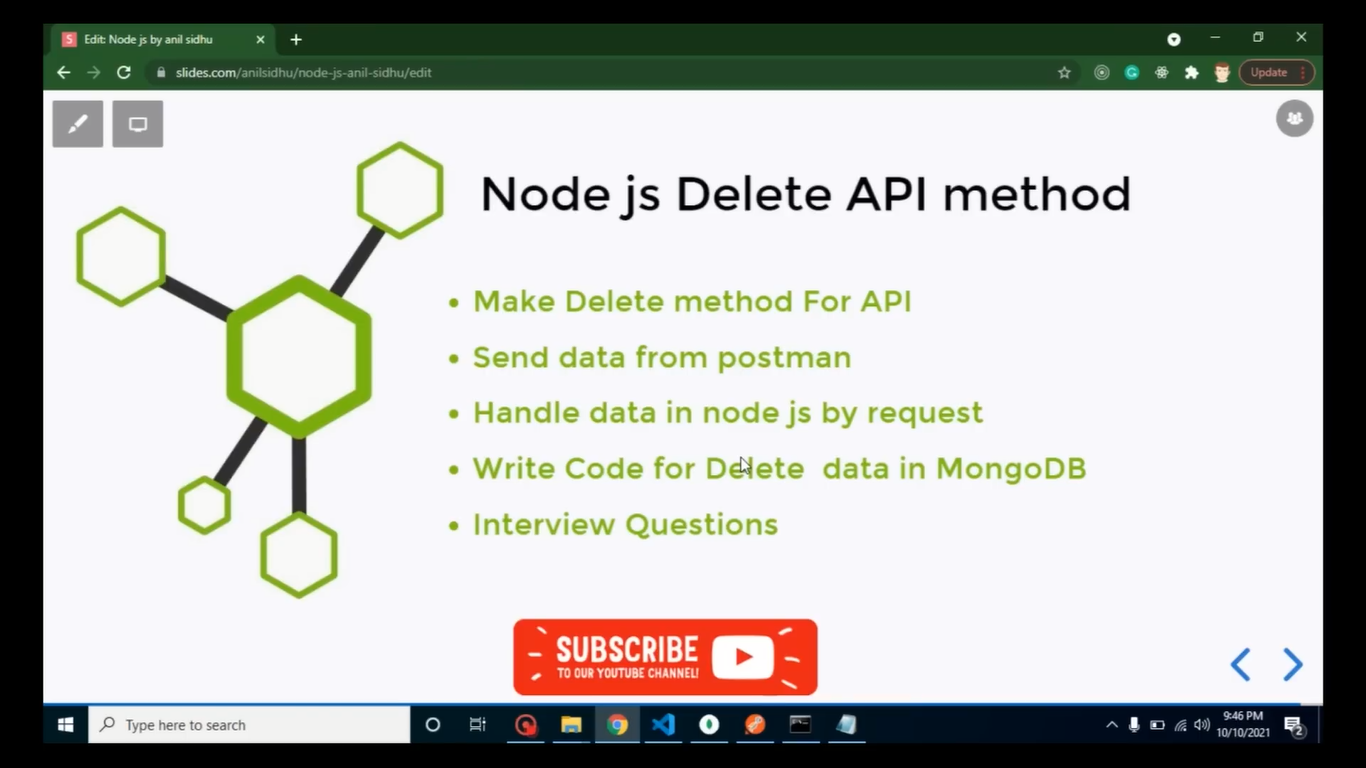 Edit: Node js by anil sidhu
slides.com/anilsidhu/node-js-anil-sidhu/edit
Update
Node js Delete API method
• Make Delete method For API
• Send data from postman
• Handle data in node js by request
• Write Code for Delete data in MongoDB
• Interview Questions
SUBSCRIBE
TO OUR YOUTUBE CHANNEL!
Type here to search
9:46 PM
10/10/2021
2